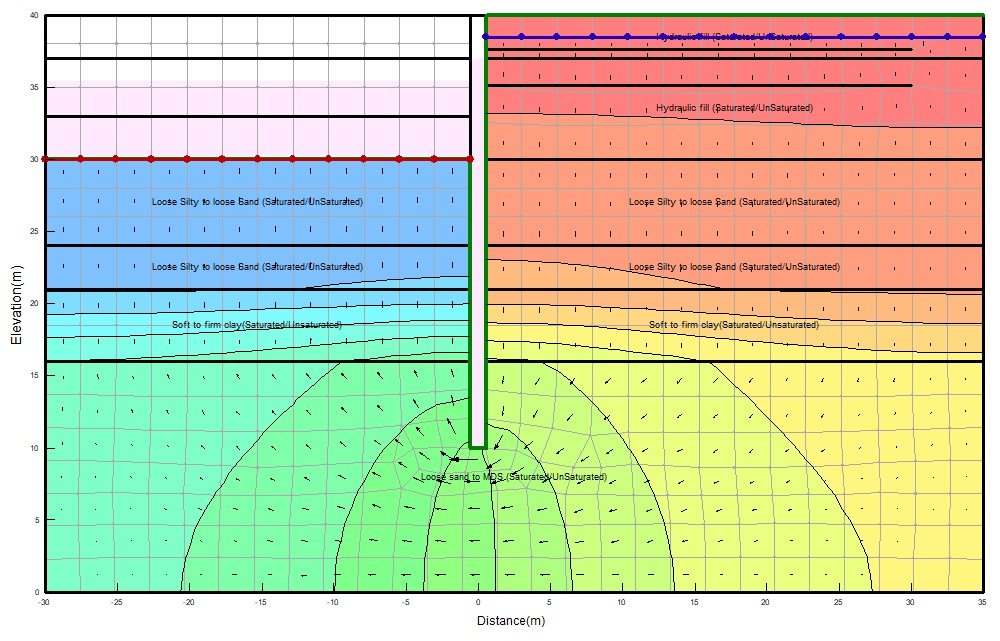 40
Hydraulic fill (Saturated/UnSaturated)
35
Hydraulic fill (Saturated/UnSaturated)
30
Loose Silty to loose Sand (Saturated/UnSaturated)
Loose Silty to loose Sand (Saturated/UnSaturated)
25
Loose Silty to loose Sand (Saturated/UnSaturated)
Loose Silty to loose Sand (Saturated/UnSaturated)
20
Soft to firm clay(Saturated/Unsaturated)
Soft to firm clay(Saturated/Unsaturated)
15
10
Loose sand to MDS (Saturated/UnSaturated)
5
0
Elevation(m)
-30 -25 -20 -15 -10 -5 0 5 10 15 20 25 30 35
Distance(m)